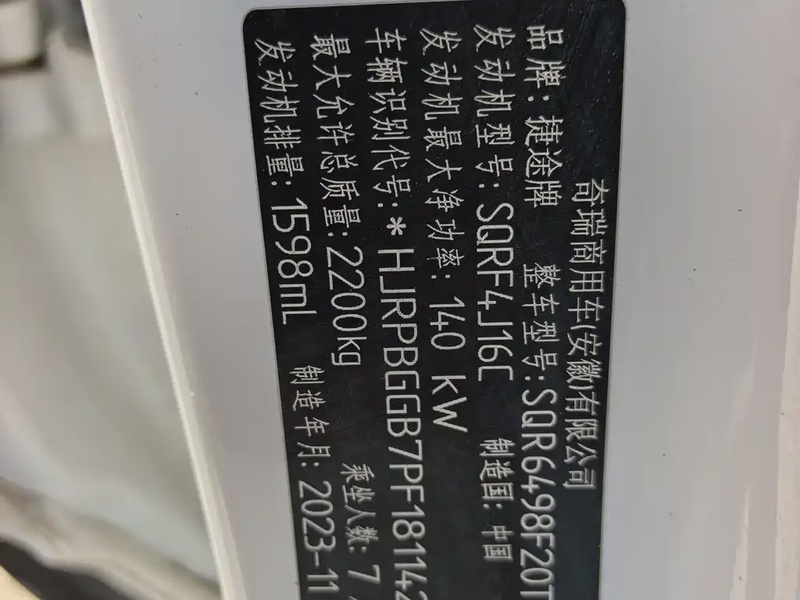 奇瑞商用车(安徽)有限公司
品牌：捷途牌 整车型号：SQR6498F20T
发动机型号：SQRF4J16C 制造国：中国
发动机最大净功率：140 kW
车辆识别代号：*HJRPBGGB7PF181142
最大允许总质量：2200kg 乘坐人数：7
发动机排量：1598mL 制造年月：2023-11